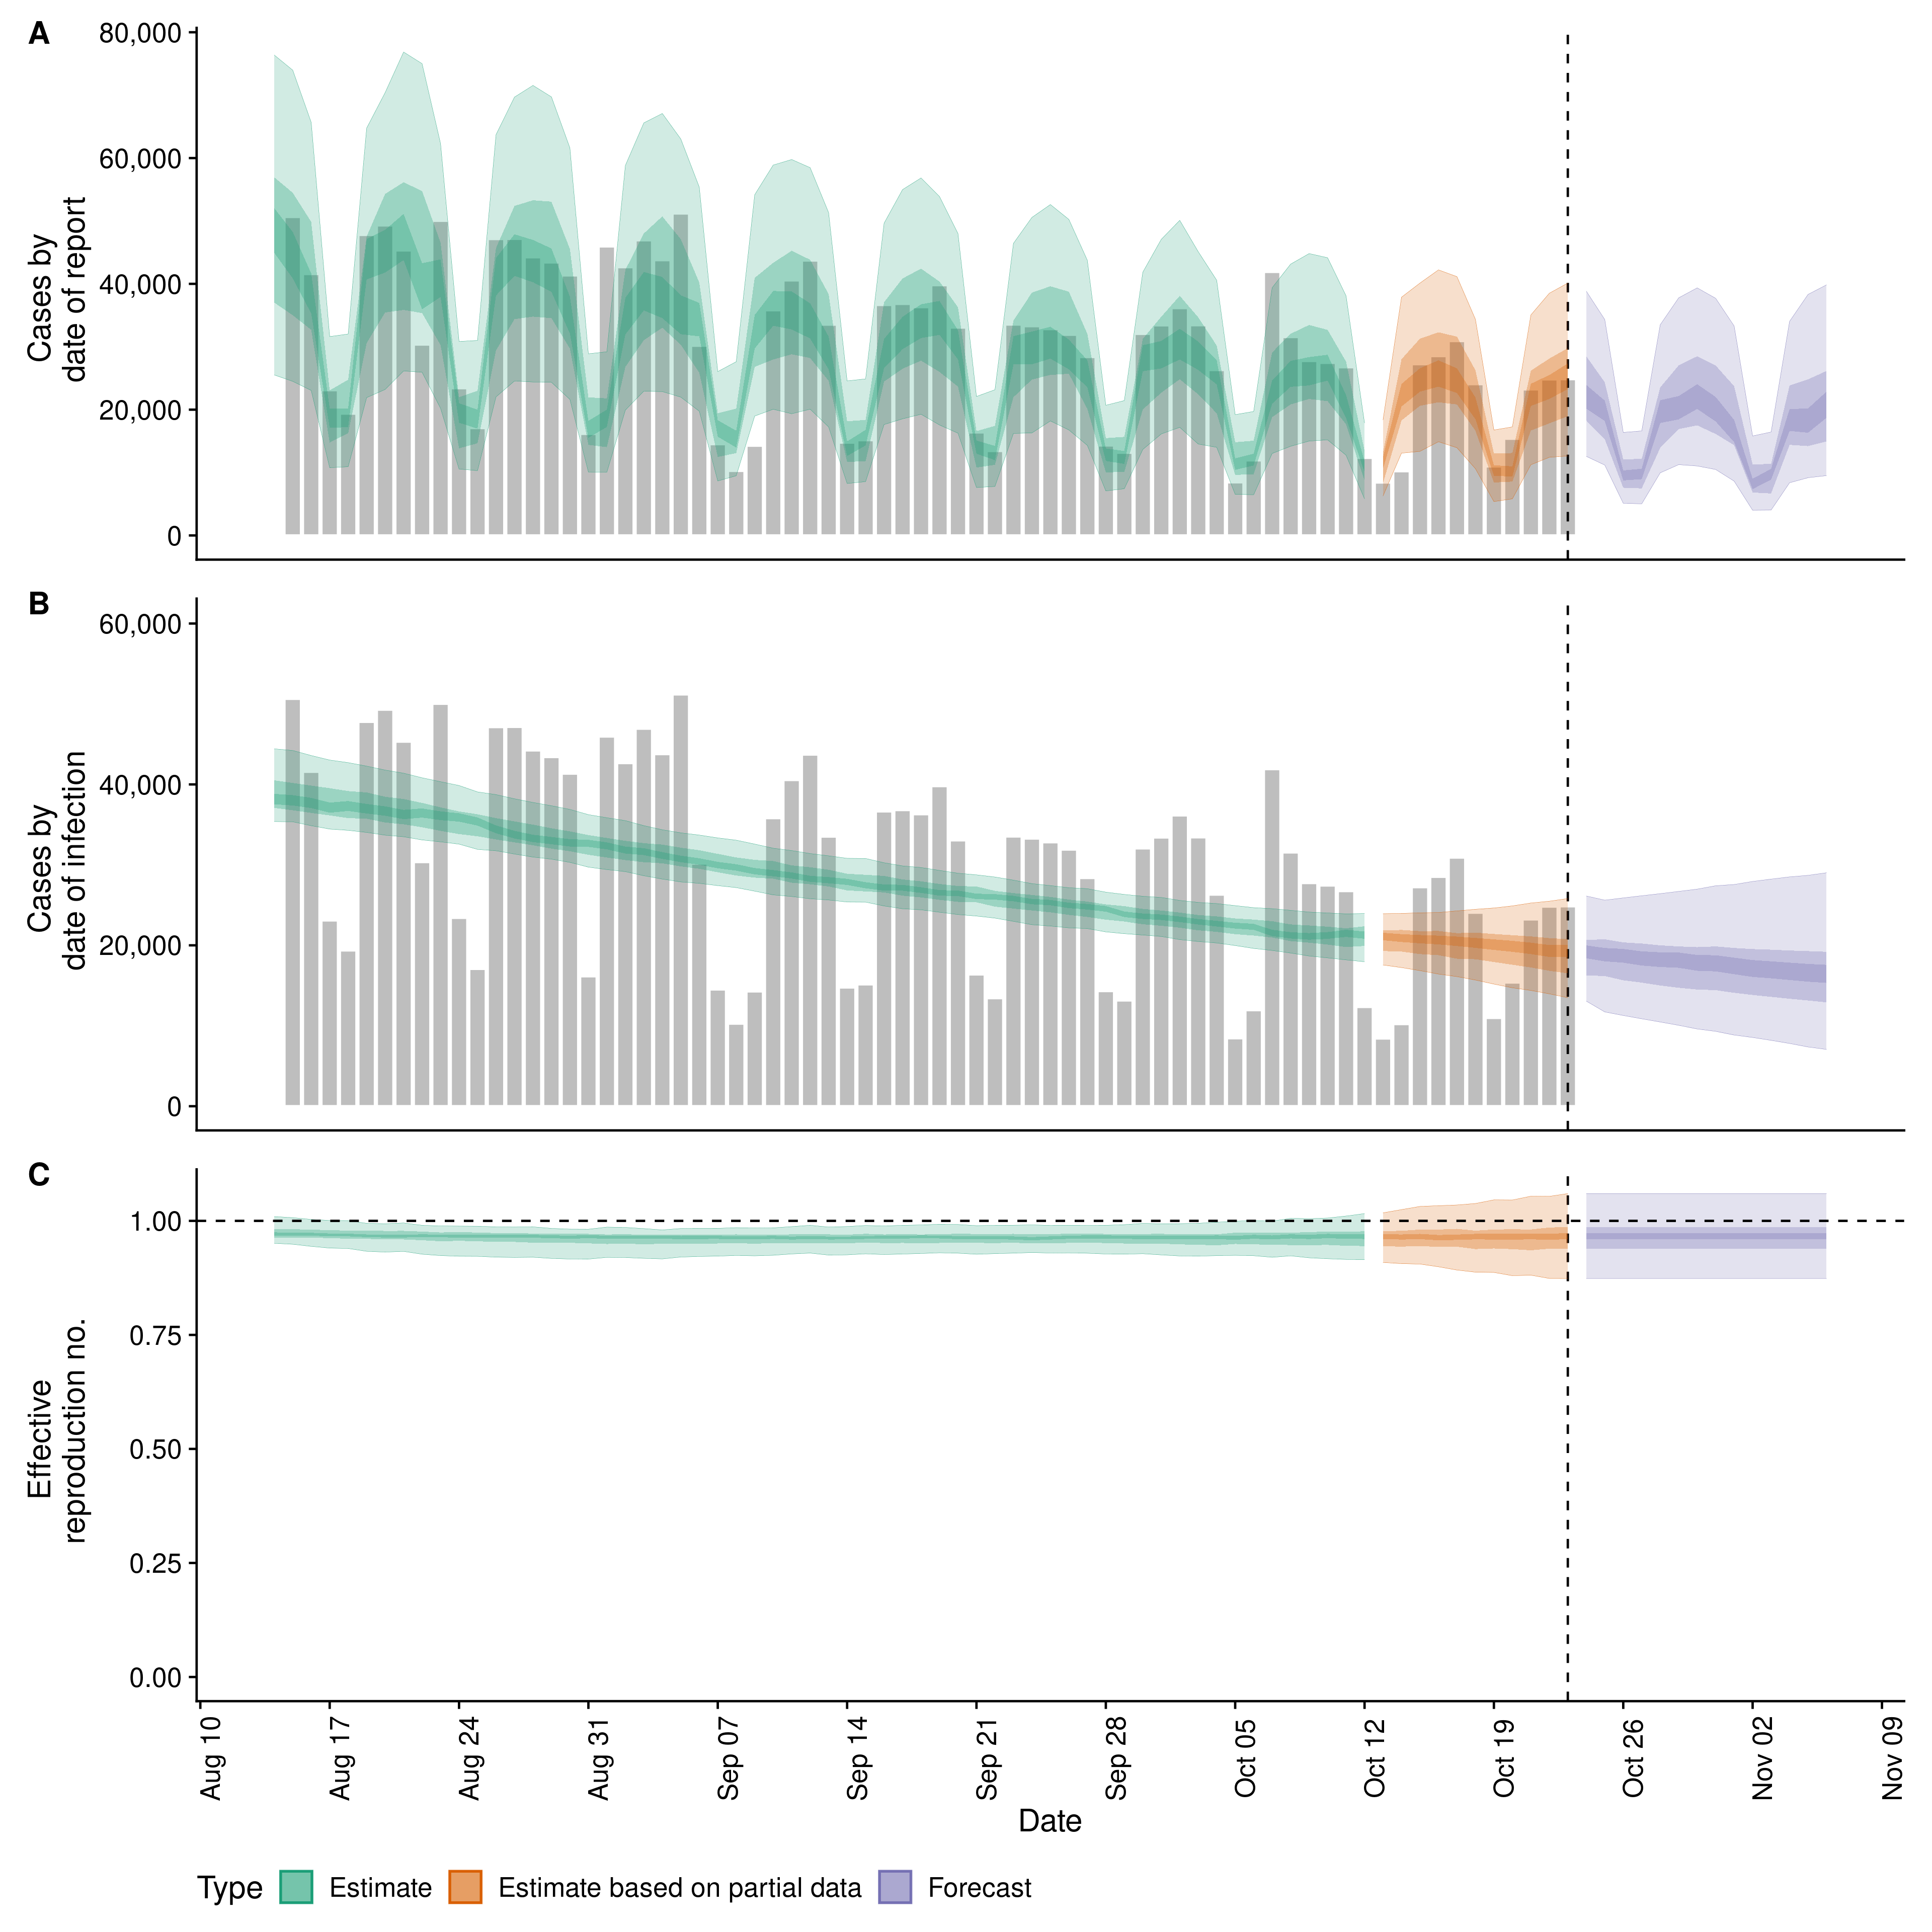 A
80,000
60,000
40,000
20,000
0
Cases by
date of report
B
60,000
40,000
20,000
0
Cases by
date of infection
C
1.00
0.75
0.50
0.25
0.00
Effective
reproduction no.
Aug 10
Aug 17
Aug 24
Aug 31
Sep 07
Sep 14
Sep 21
Sep 28
Oct 05
Oct 12
Oct 19
Oct 26
Nov 02
Nov 09
Date
Type Estimate Estimate based on partial data Forecast